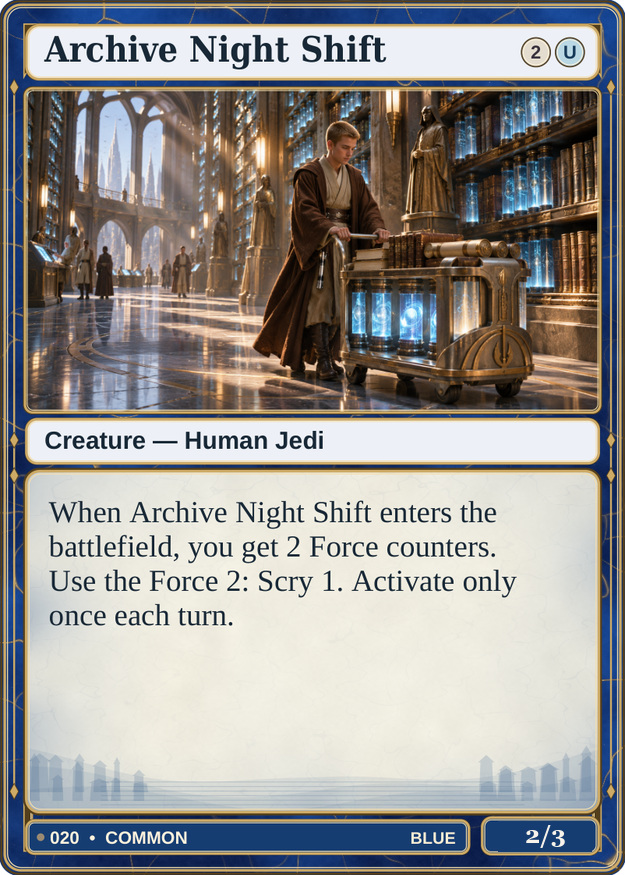 Archive Night Shift
2 U
Creature — Human Jedi
When Archive Night Shift enters the
battlefield, you get 2 Force counters.
Use the Force 2: Scry 1. Activate only
once each turn.
020 • COMMON
BLUE
2/3